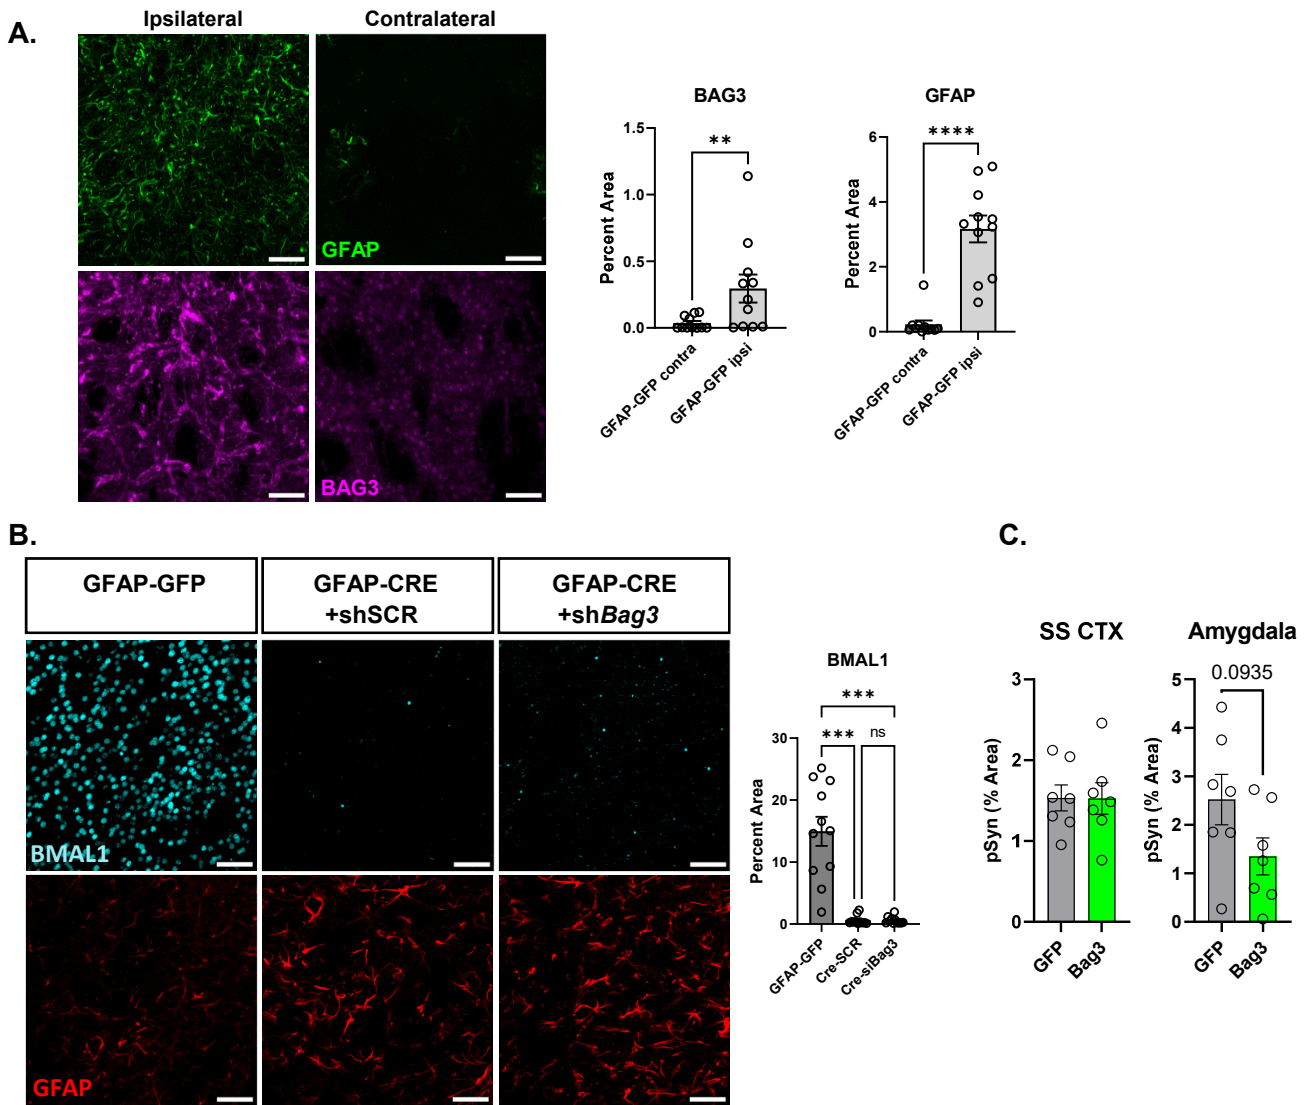 A.
Ipsilateral
Contralateral
GFAP
BAG3
BAG3
Percent Area
1.5
1.0
0.5
0.0
**
GFAP-GFP contra
GFAP-GFP ipsi
GFAP
Percent Area
6
4
2
0
****
GFAP-GFP contra
GFAP-GFP ipsi
B.
GFAP-GFP
GFAP-CRE
+shSCR
GFAP-CRE
+shBag3
BMAL1
GFAP
BMAL1
Percent Area
30
20
10
0
***
***
ns
GFAP-GFP
Cre-SCR
Cre-siBag3
C.
SS CTX
pSyn (% Area)
3
2
1
0
GFP
Bag3
Amygdala
pSyn (% Area)
5
4
3
2
1
0
0.0935
GFP
Bag3